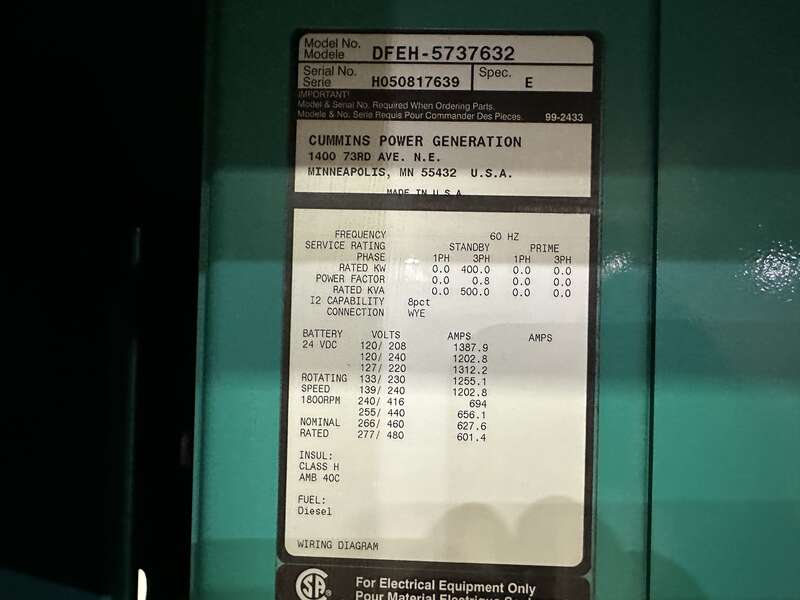 Model No.
Modele DFEH-5737632
Serial No. Spec.
Serie H050817639 E
IMPORTANT!
Model & Serial No. Required When Ordering Parts.
Modele & No. Serie Requis Pour Commander Des Pieces. 99-2433
CUMMINS POWER GENERATION
1400 73RD AVE. N.E.
MINNEAPOLIS, MN 55432 U.S.A.
MADE IN U.S.A.
FREQUENCY 60 HZ
SERVICE RATING STANDBY PRIME
PHASE 1PH 3PH 1PH 3PH
RATED KW 0.0 400.0 0.0 0.0
POWER FACTOR 0.0 0.8 0.0 0.0
RATED KVA 0.0 500.0 0.0 0.0
I2 CAPABILITY 8pct
CONNECTION WYE
BATTERY VOLTS AMPS AMPS
24 VDC 120/ 208 1387.9
120/ 240 1202.8
127/ 220 1312.2
ROTATING 133/ 230 1255.1
SPEED 139/ 240 1202.8
1800RPM 240/ 416 694
255/ 440 656.1
NOMINAL 266/ 460 627.6
RATED 277/ 480 601.4
INSUL:
CLASS H
AMB 40C
FUEL:
Diesel
WIRING DIAGRAM
For Electrical Equipment Only
Pour Material Electrique